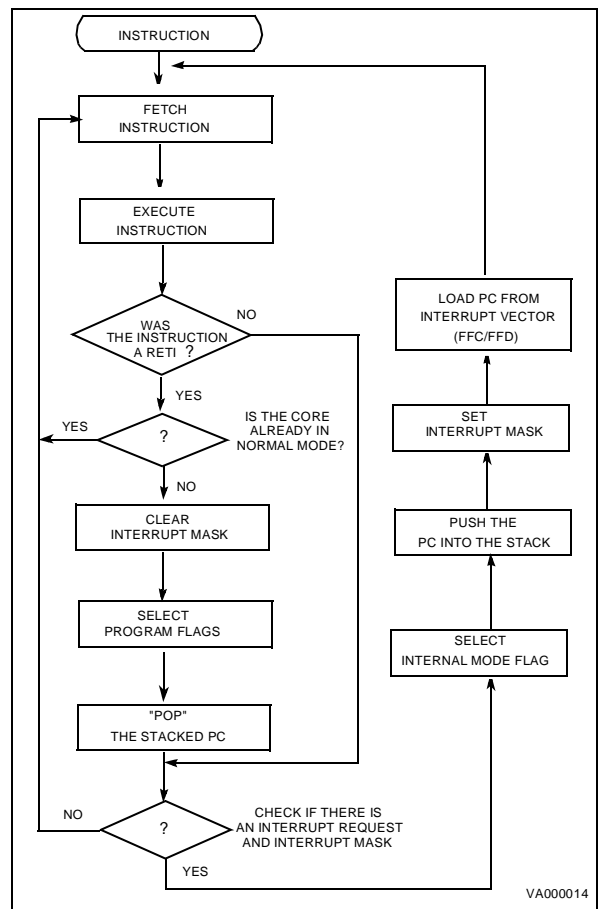 INSTRUCTION
FETCH
INSTRUCTION
EXECUTE
INSTRUCTION
WAS
THE INSTRUCTION
A RETI ?
NO
YES
?
IS THE CORE
ALREADY IN
NORMAL MODE?
YES
NO
CLEAR
INTERRUPT MASK
SELECT
PROGRAM FLAGS
"POP"
THE STACKED PC
?
CHECK IF THERE IS
AN INTERRUPT REQUEST
AND INTERRUPT MASK
NO
YES
LOAD PC FROM
INTERRUPT VECTOR
(FFC/FFD)
SET
INTERRUPT MASK
PUSH THE
PC INTO THE STACK
SELECT
INTERNAL MODE FLAG
VA000014